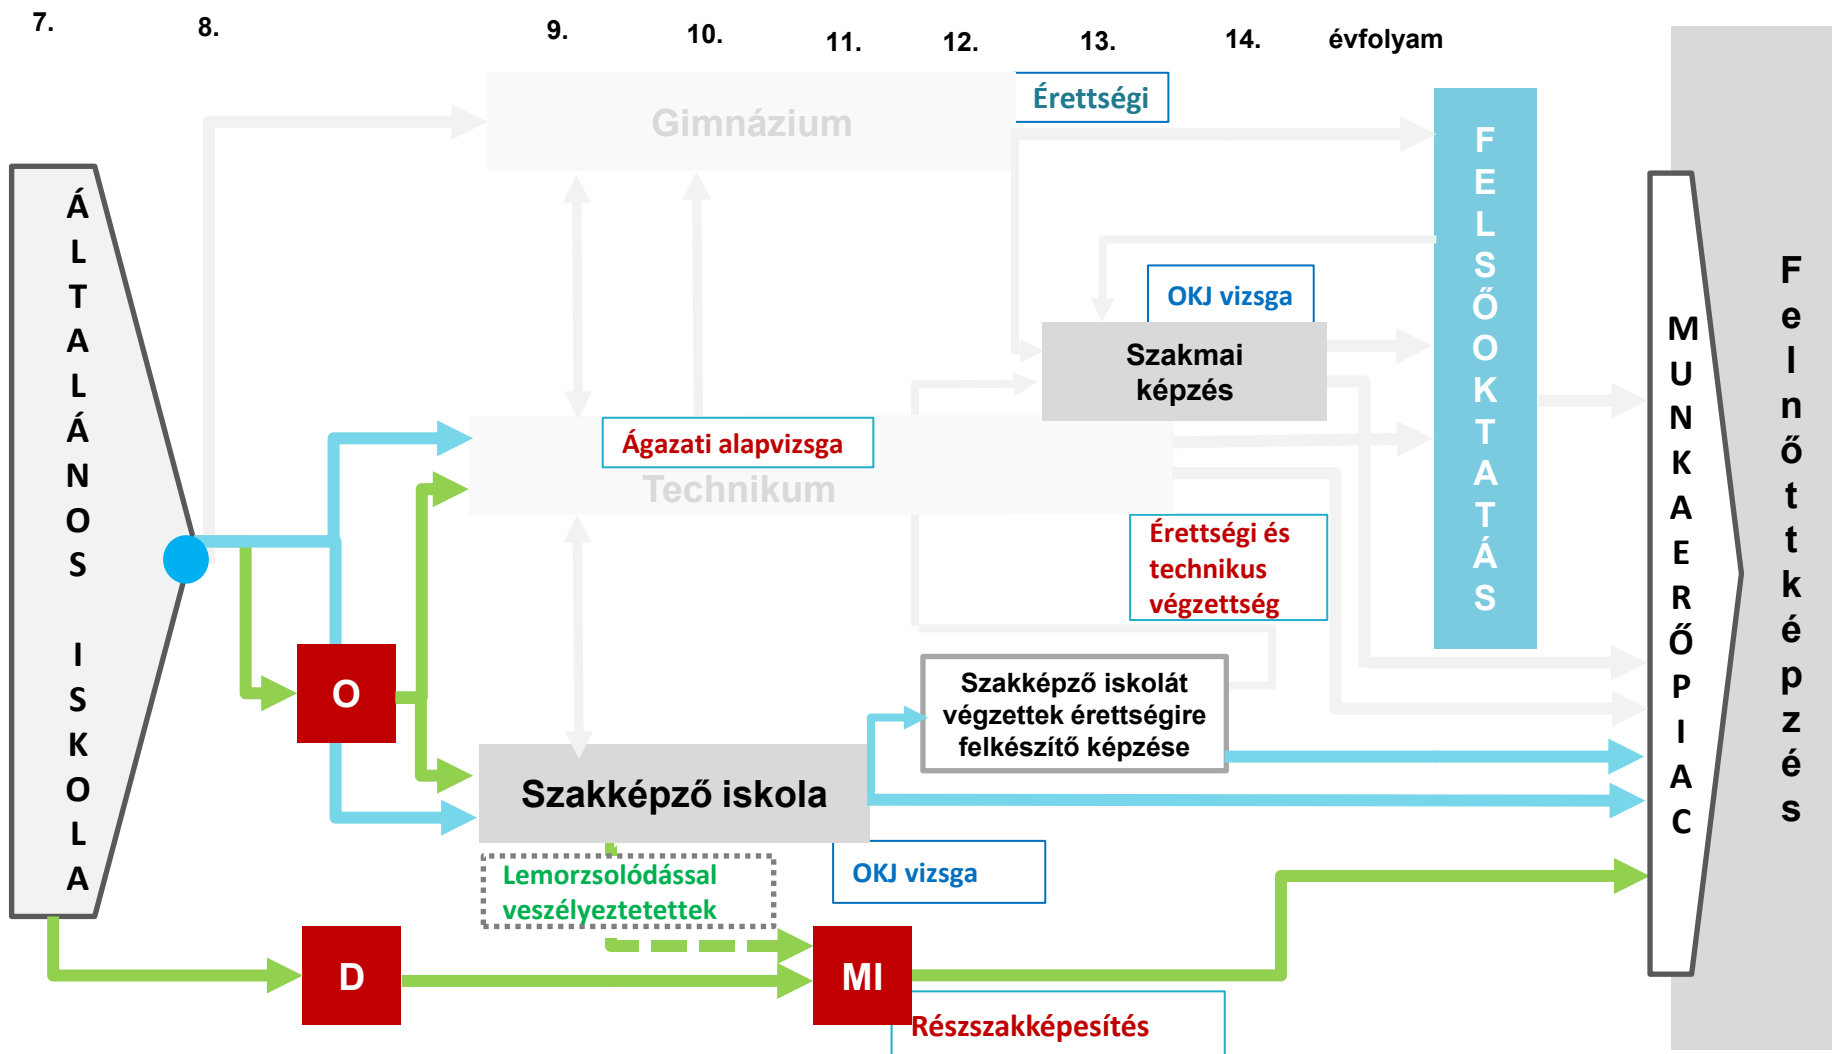 7. 8. 9. 10. 11. 12. 13. 14. évfolyam
ÁLTALÁNOS ISKOLA
Gimnázium
Érettségi
FELSŐOKTATÁS
MUNKAERŐPIAC
Felnőttképzés
OKJ vizsga
Szakmai
képzés
Ágazati alapvizsga
Technikum
Érettségi és
technikus
végzettség
O
Szakképző iskolát
végzettek érettségire
felkészítő képzése
Szakképző iskola
OKJ vizsga
Lemorzsolódással
veszélyeztetettek
D
MI
Részszakképesítés